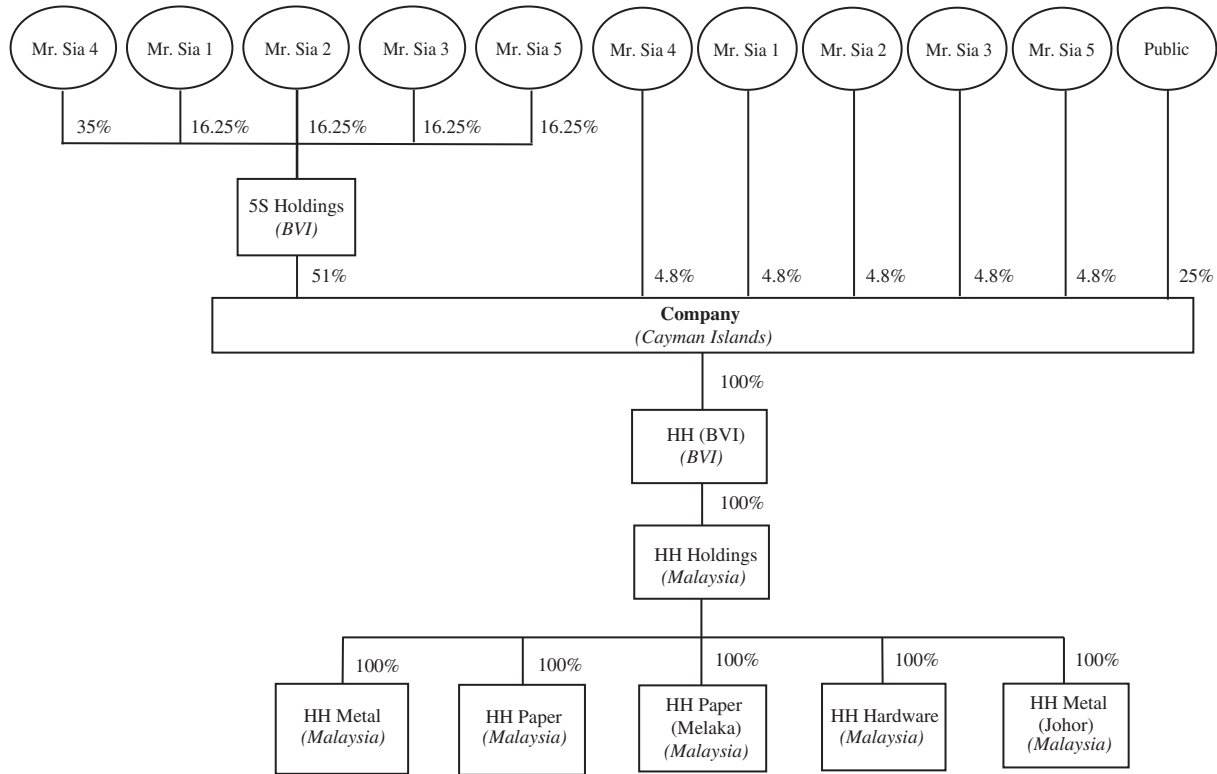 Mr. Sia 4
Mr. Sia 1
Mr. Sia 2
Mr. Sia 3
Mr. Sia 5
Mr. Sia 4
Mr. Sia 1
Mr. Sia 2
Mr. Sia 3
Mr. Sia 5
Public
35%
16.25%
16.25%
16.25%
16.25%
5S Holdings
(BVI)
51%
4.8%
4.8%
4.8%
4.8%
4.8%
25%
Company
(Cayman Islands)
100%
HH (BVI)
(BVI)
100%
HH Holdings
(Malaysia)
100%
100%
100%
100%
100%
HH Metal
(Malaysia)
HH Paper
(Malaysia)
HH Paper
(Melaka)
(Malaysia)
HH Hardware
(Malaysia)
HH Metal
(Johor)
(Malaysia)